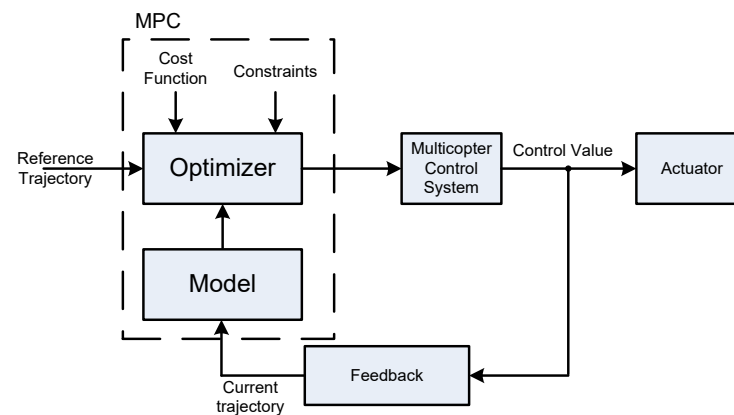 MPC
Cost
Function
Constraints
Reference
Trajectory
Optimizer
Multicopter
Control
System
Control Value
Actuator
Model
Feedback
Current
trajectory